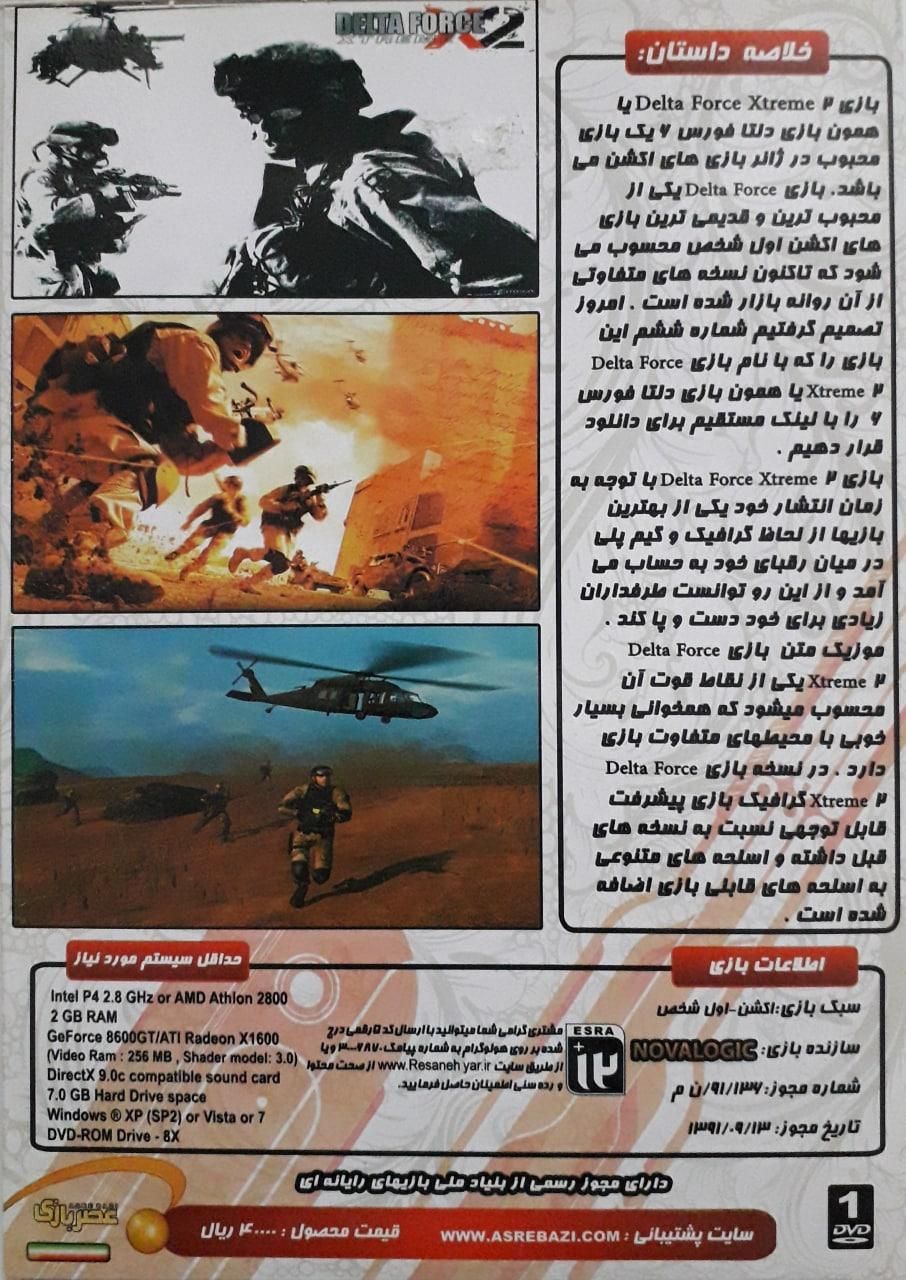 DELTA FORCE
XTREME 2
خلاصه داستان:
بازی Delta Force Xtreme ۲ یا
همون بازی دلتا فورس ۶ یک بازی
محبوب در ژانر بازی های اکشن می
باشد. بازی Delta Force یکی از
محبوب ترین و قدیمی ترین بازی
های اکشن اول شخص محسوب می
شود که تاکنون نسخه های متفاوتی
از آن روانه بازار شده است . امروز
تصمیم گرفتیم شماره ششم این
بازی را که با نام بازی Delta Force
Xtreme ۲ یا همون بازی دلتا فورس
۶ را با لینک مستقیم برای دانلود
قرار دهیم .
بازی Delta Force Xtreme ۲ با توجه به
زمان انتشار خود یکی از بهترین
بازیها از لحاظ گرافیک و گیم پلی
در میان رقبای خود به حساب می
آمد و از این رو توانست طرفداران
زیادی برای خود دست و پا کند .
موزیک متن بازی Delta Force
Xtreme ۲ یکی از نقاط قوت آن
محسوب میشود که همخوانی بسیار
خوبی با محیطهای متفاوت بازی
دارد . در نسخه بازی Delta Force
Xtreme ۲ گرافیک بازی پیشرفت
قابل توجهی نسبت به نسخه های
قبل داشته و اسلحه های متنوعی
به اسلحه های قابلی بازی اضافه
شده است .
اطلاعات بازی
سبک بازی:اکشن-اول شخص
سازنده بازی: NOVALOGIC
شماره مجوز: ۹۱/۱۳۶/ن م
تاریخ مجوز: ۱۳۹۱/۰۹/۱۳
ESRA
+۱۲
مشتری گرامی شما میتوانید با ارسال کد ۵ رقمی درج
شده بر روی هولوگرام به شماره پیامک ۳۰۰۰۶۸۷۰ و یا
از طریق سایت www.Resaneh yar.ir از صحت محتوا
و رده سنی اطمینان حاصل فرمایید.
حداقل سیستم مورد نیاز
Intel P4 2.8 GHz or AMD Athlon 2800
2 GB RAM
GeForce 8600GT/ATI Radeon X1600
(Video Ram : 256 MB , Shader model: 3.0)
DirectX 9.0c compatible sound card
7.0 GB Hard Drive space
Windows ® XP (SP2) or Vista or 7
DVD-ROM Drive - 8X
دارای مجوز رسمی از بنیاد ملی بازیهای رایانه ای
سایت پشتیبانی : WWW.ASREBAZI.COM
قیمت محصول : ۴۰۰۰۰ ریال
عصر بازی
1
DVD